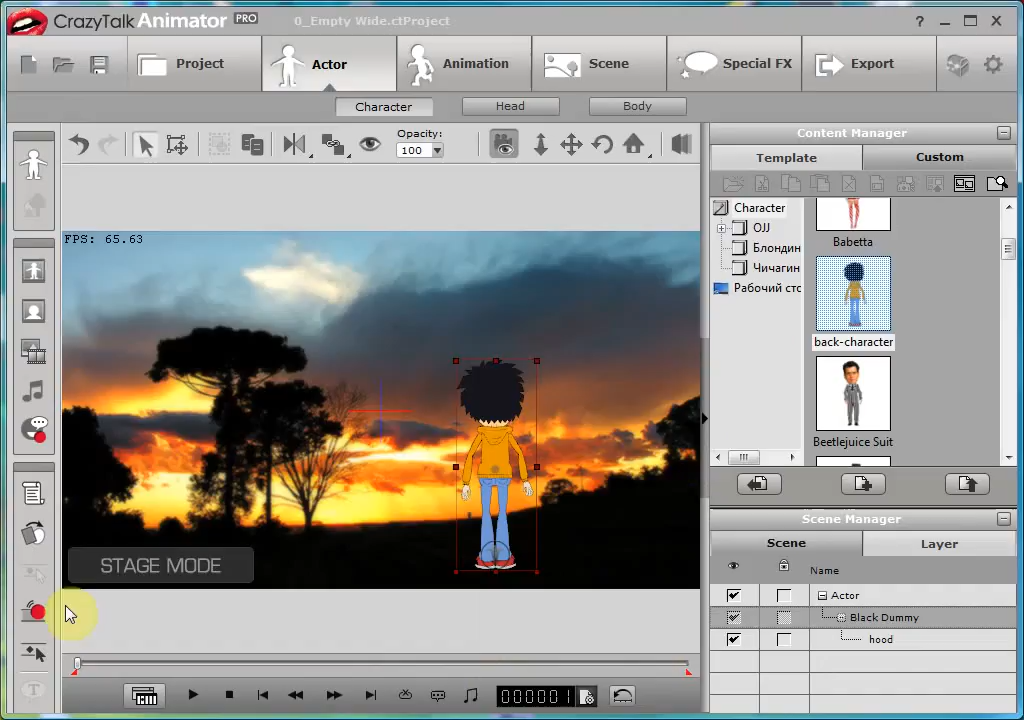 CrazyTalk Animator PRO
0_Empty Wide.ctProject
?
Project
Actor
Animation
Scene
Special FX
Export
Character
Head
Body
Opacity:
100
Content Manager
Template
Custom
FPS: 65.63
Character
OJJ
Блондин
Чичагин
Рабочий сто
Babetta
back-character
Beetlejuice Suit
STAGE MODE
Scene Manager
Scene
Layer
Name
Actor
Black Dummy
hood
T
000001